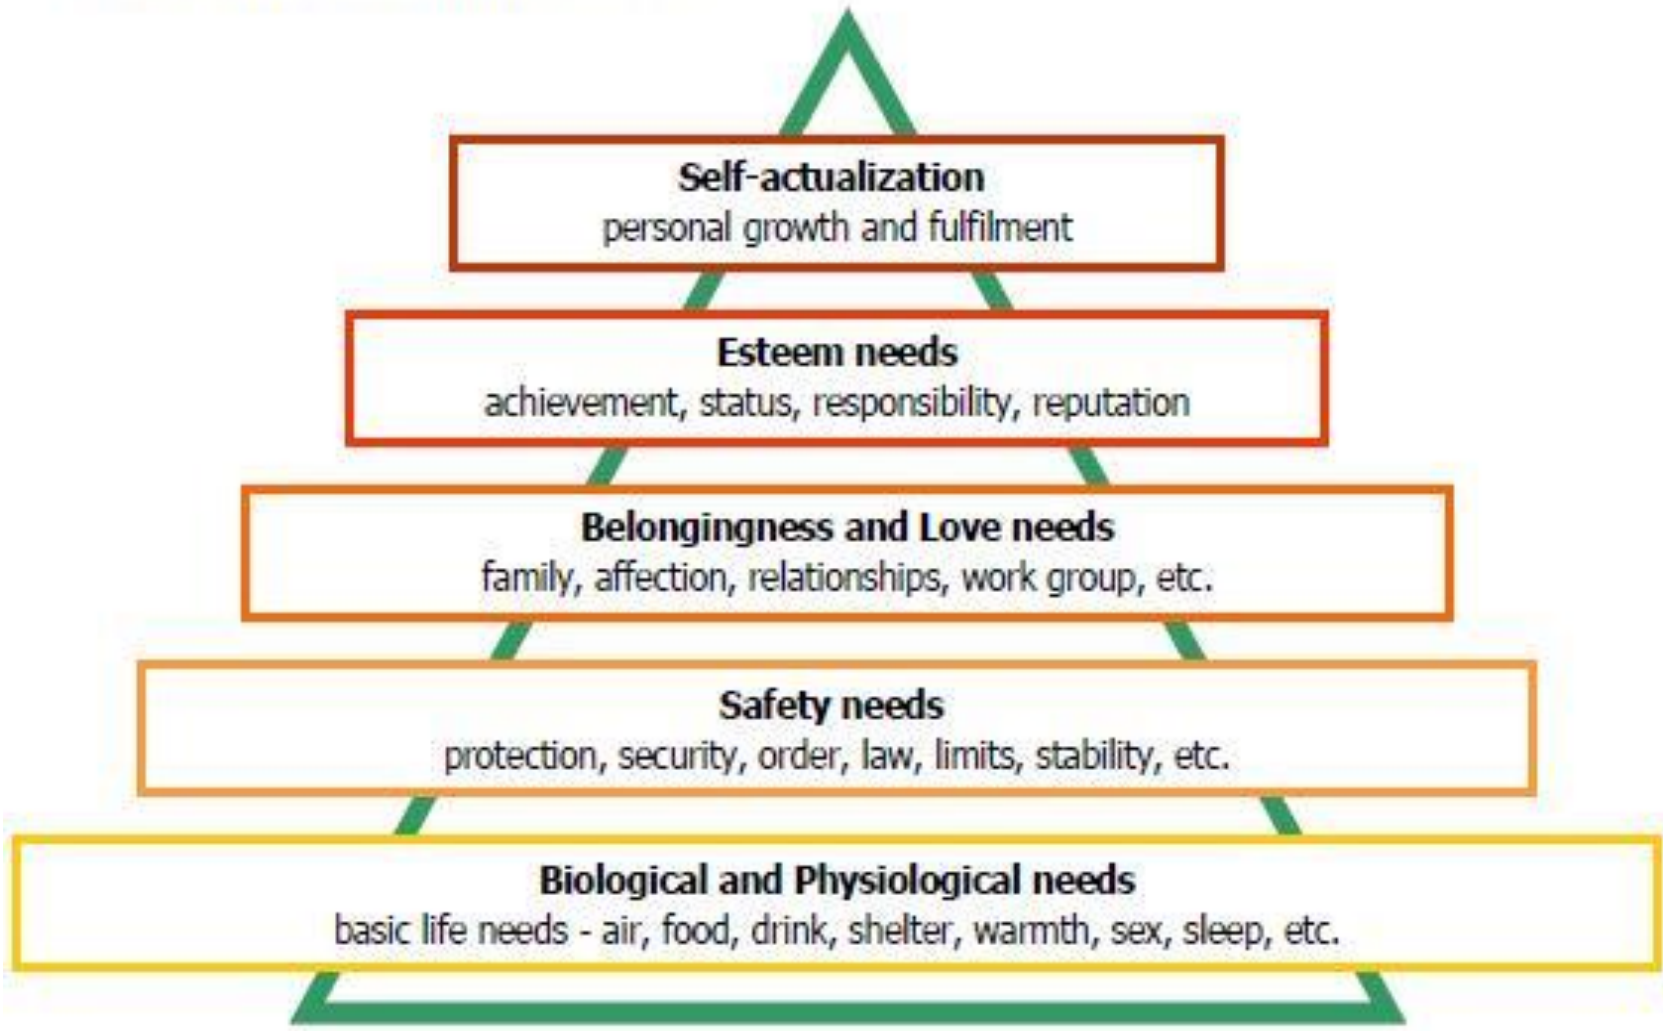 Self-actualization
personal growth and fulfilment
Esteem needs
achievement, status, responsibility, reputation
Belongingness and Love needs
family, affection, relationships, work group, etc.
Safety needs
protection, security, order, law, limits, stability, etc.
Biological and Physiological needs
basic life needs - air, food, drink, shelter, warmth, sex, sleep, etc.